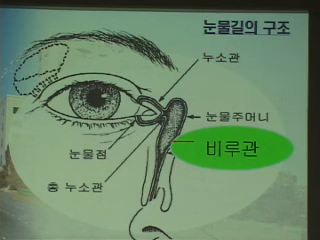 눈물길의 구조
누소관
눈물주머니
비루관
눈물점
총 누소관